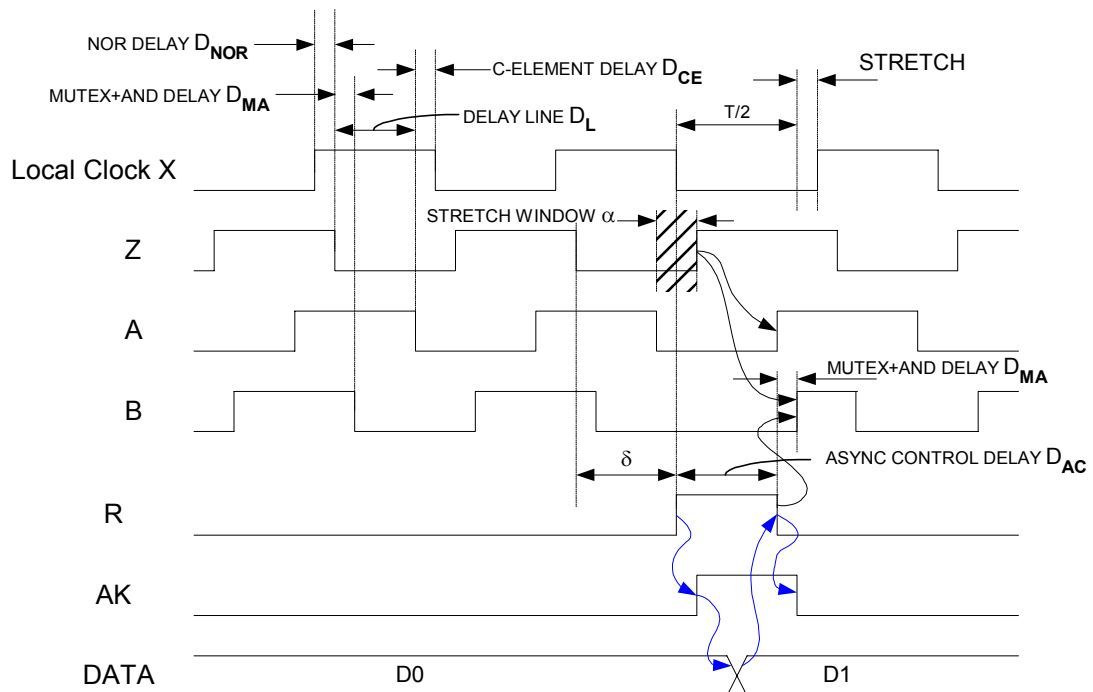 NOR DELAY DNOR
C-ELEMENT DELAY DCE
STRETCH
MUTEX+AND DELAY DMA
DELAY LINE DL
T/2
Local Clock X
STRETCH WINDOW α
Z
A
MUTEX+AND DELAY DMA
B
δ
ASYNC CONTROL DELAY DAC
R
AK
DATA
D0
D1